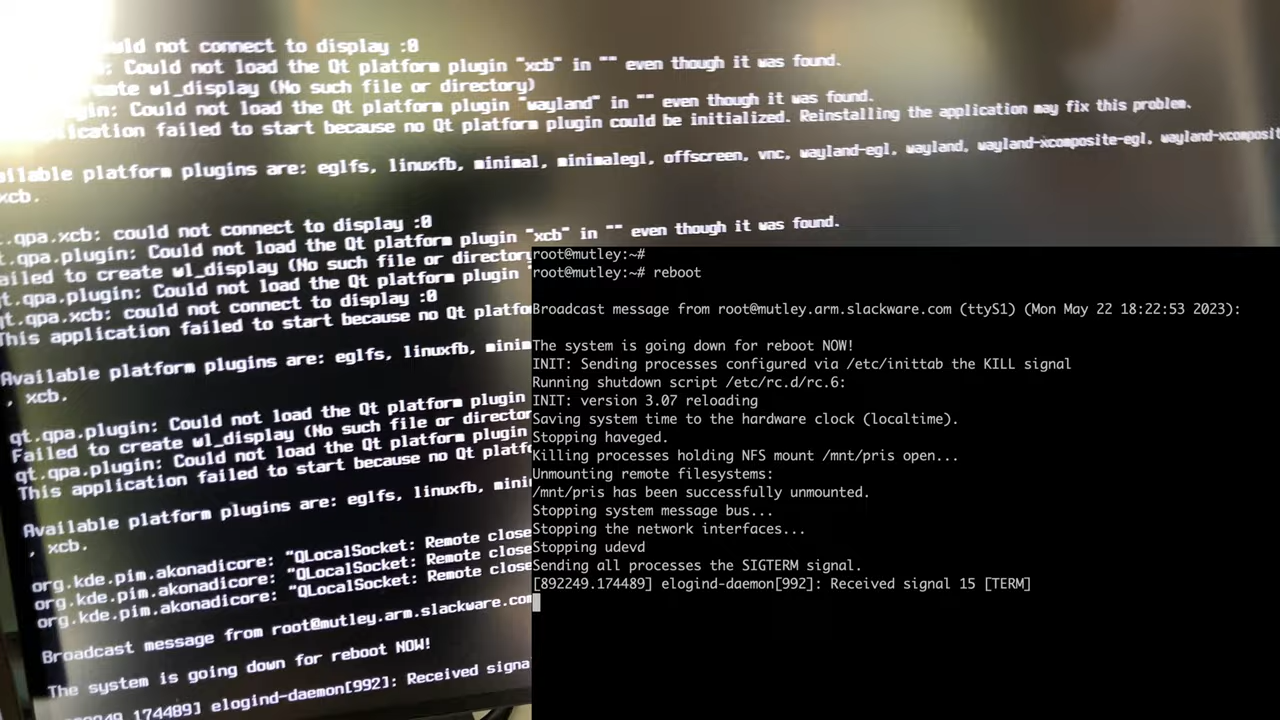 could not connect to display :0
: Could not load the Qt platform plugin "xcb" in "" even though it was found.
create wl_display (No such file or directory)
gin: Could not load the Qt platform plugin "wayland" in "" even though it was found.
plication failed to start because no Qt platform plugin could be initialized. Reinstalling the application may fix this problem.
ailable platform plugins are: eglfs, linuxfb, minimal, minimalegl, offscreen, vnc, wayland-egl, wayland, wayland-xcomposite-egl, wayland-xcomposit
xcb.
t.qpa.xcb: could not connect to display :0
t.qpa.plugin: Could not load the Qt platform plugin "xcb" in "" even though it was found.
ailed to create wl_display (No such file or directory
qt.qpa.plugin: Could not load the Qt platform plugin
qt.qpa.xcb: could not connect to display :0
This application failed to start because no Qt platfo
Available platform plugins are: eglfs, linuxfb, minim
, xcb.
qt.qpa.plugin: Could not load the Qt platform plugin
Failed to create wl_display (No such file or director
qt.qpa.plugin: Could not load the Qt platform plugin
This application failed to start because no Qt platf
Available platform plugins are: eglfs, linuxfb, mini
, xcb.
org.kde.pim.akonadicore: "QLocalSocket: Remote close
org.kde.pim.akonadicore: "QLocalSocket: Remote close
org.kde.pim.akonadicore: "QLocalSocket: Remote close
Broadcast message from root@mutley.arm.slackware.com
The system is going down for reboot NOW!
174489] elogind-daemon[992]: Received signa
root@mutley:~#
root@mutley:~# reboot
Broadcast message from root@mutley.arm.slackware.com (ttyS1) (Mon May 22 18:22:53 2023):
The system is going down for reboot NOW!
INIT: Sending processes configured via /etc/inittab the KILL signal
Running shutdown script /etc/rc.d/rc.6:
INIT: version 3.07 reloading
Saving system time to the hardware clock (localtime).
Stopping haveged.
Killing processes holding NFS mount /mnt/pris open...
Unmounting remote filesystems:
/mnt/pris has been successfully unmounted.
Stopping system message bus...
Stopping the network interfaces...
Stopping udevd
Sending all processes the SIGTERM signal.
[892249.174489] elogind-daemon[992]: Received signal 15 [TERM]